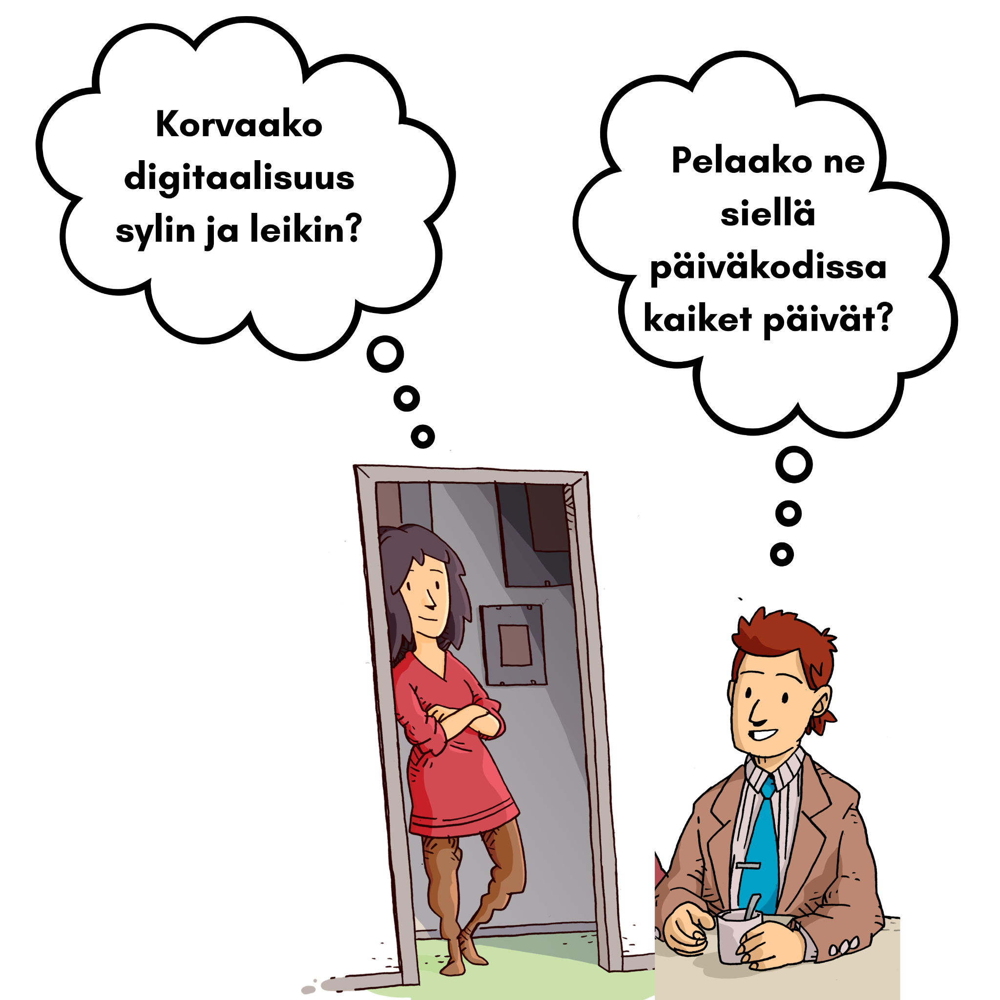 Korvaako
digitaalisuus
sylin ja leikin?
Pelaako ne
siellä
päiväkodissa
kaiket päivät?